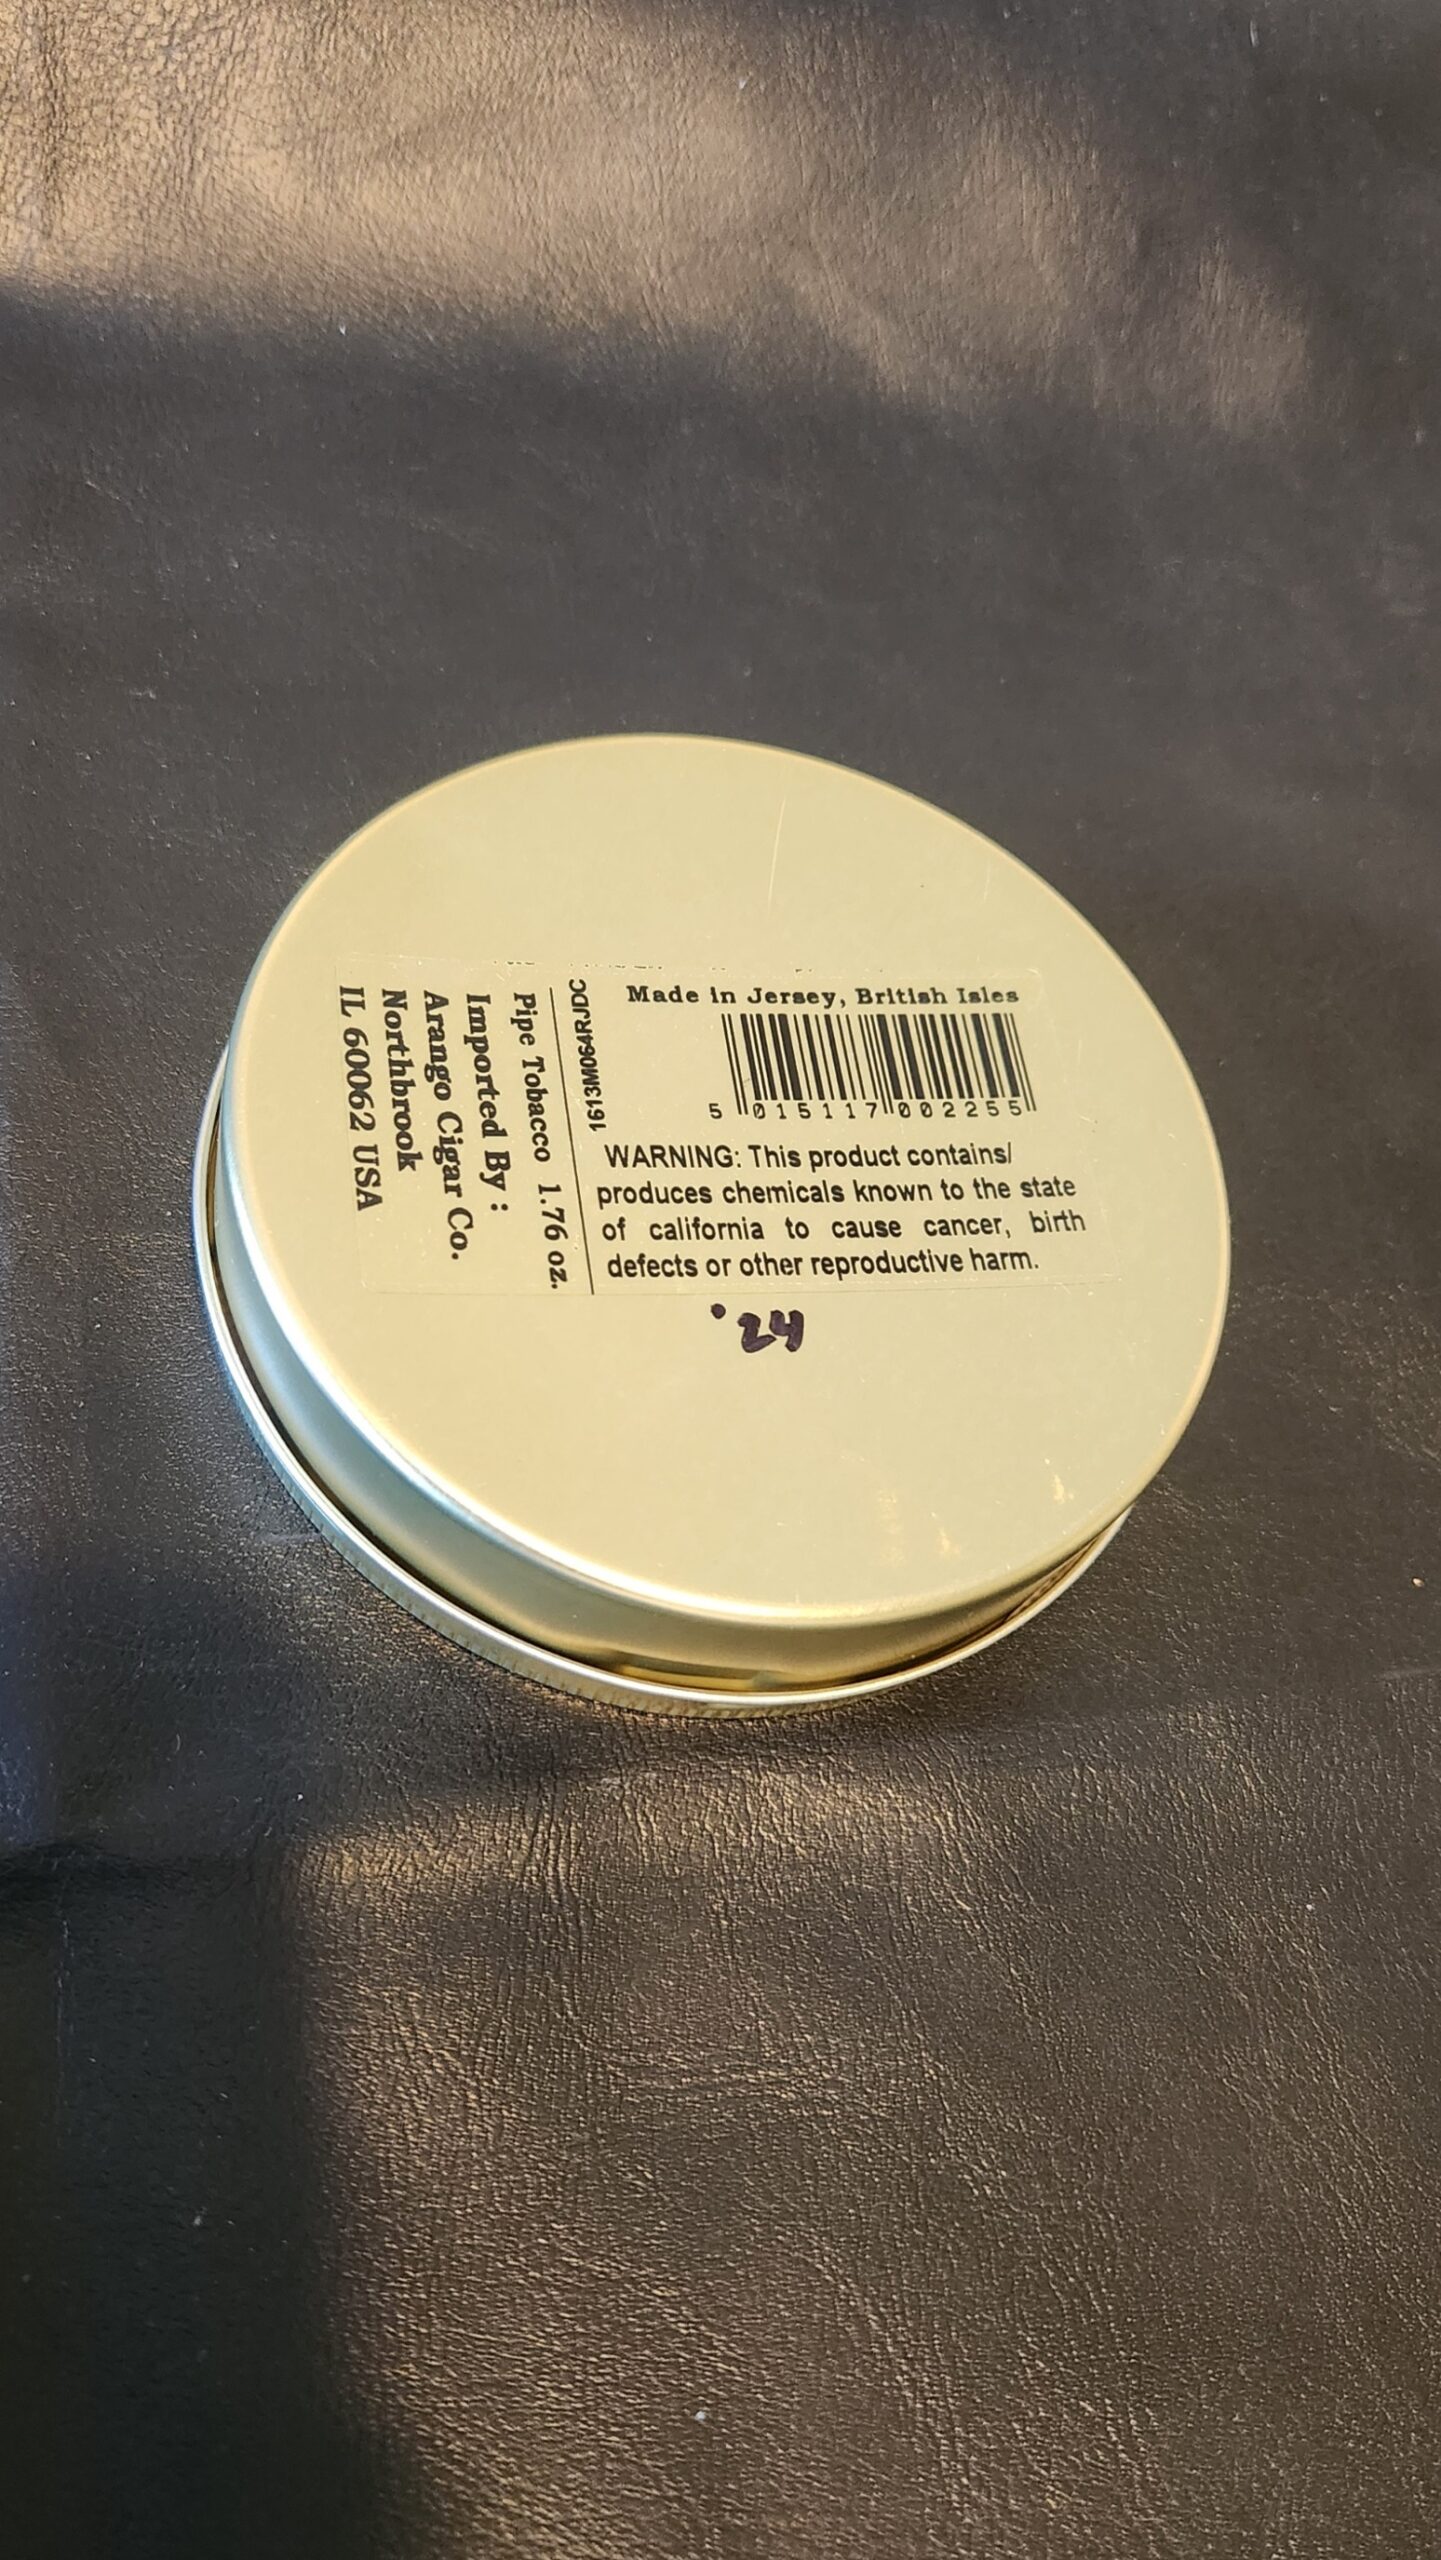 Made in Jersey, British Isles
5 015117 002255
WARNING: This product contains/
produces chemicals known to the state
of california to cause cancer, birth
defects or other reproductive harm.
1613M064RJDC
Pipe Tobacco 1.76 oz.
Imported By :
Arango Cigar Co.
Northbrook
IL 60062 USA
'24